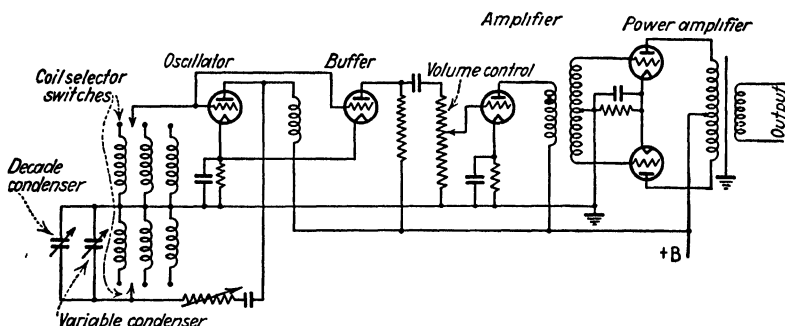 Amplifier
Power amplifier
Oscillator
Buffer
Coil selector
switches
Volume control
Decade
condenser
Output
+B
Variable condenser